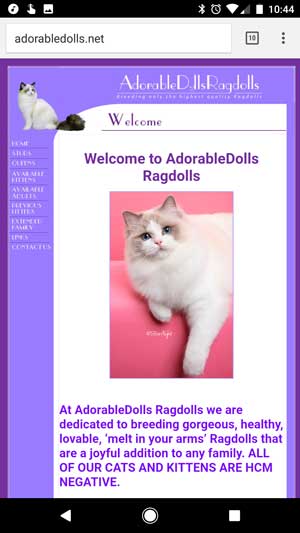 10:44
adorabledolls.net
10
AdorableDollsRagdolls
Breeding only the highest quality Ragdolls
Welcome
HOME
STUDS
QUEENS
AVAILABLE
KITTENS
AVAILABLE
ADULTS
PREVIOUS
LITTERS
EXTENDED
FAMILY
LINKS
CONTACT US
Welcome to AdorableDolls
Ragdolls
At AdorableDolls Ragdolls we are
dedicated to breeding gorgeous, healthy,
lovable, ‘melt in your arms’ Ragdolls that
are a joyful addition to any family. ALL
OF OUR CATS AND KITTENS ARE HCM
NEGATIVE.